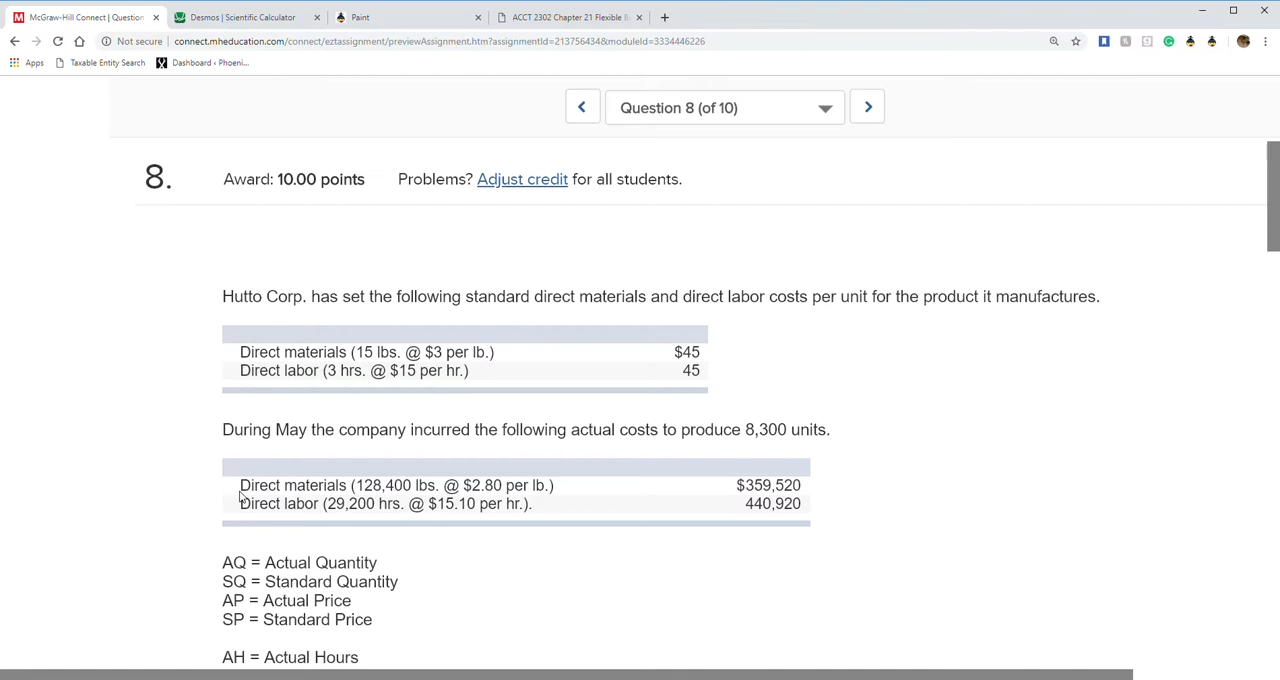 McGraw-Hill Connect | Question
Desmos | Scientific Calculator
Paint
ACCT 2302 Chapter 21 Flexible B
Not secure | connect.mheducation.com/connect/eztassignment/previewAssignment.htm?assignmentId=213756434&moduleId=3334446226
Apps
Taxable Entity Search
Dashboard ‹ Phoeni...
Question 8 (of 10)
8.
Award: 10.00 points
Problems? Adjust credit for all students.
Hutto Corp. has set the following standard direct materials and direct labor costs per unit for the product it manufactures.
Direct materials (15 lbs. @ $3 per lb.) $45
Direct labor (3 hrs. @ $15 per hr.) 45
During May the company incurred the following actual costs to produce 8,300 units.
Direct materials (128,400 lbs. @ $2.80 per lb.) $359,520
Direct labor (29,200 hrs. @ $15.10 per hr.). 440,920
AQ = Actual Quantity
SQ = Standard Quantity
AP = Actual Price
SP = Standard Price
AH = Actual Hours